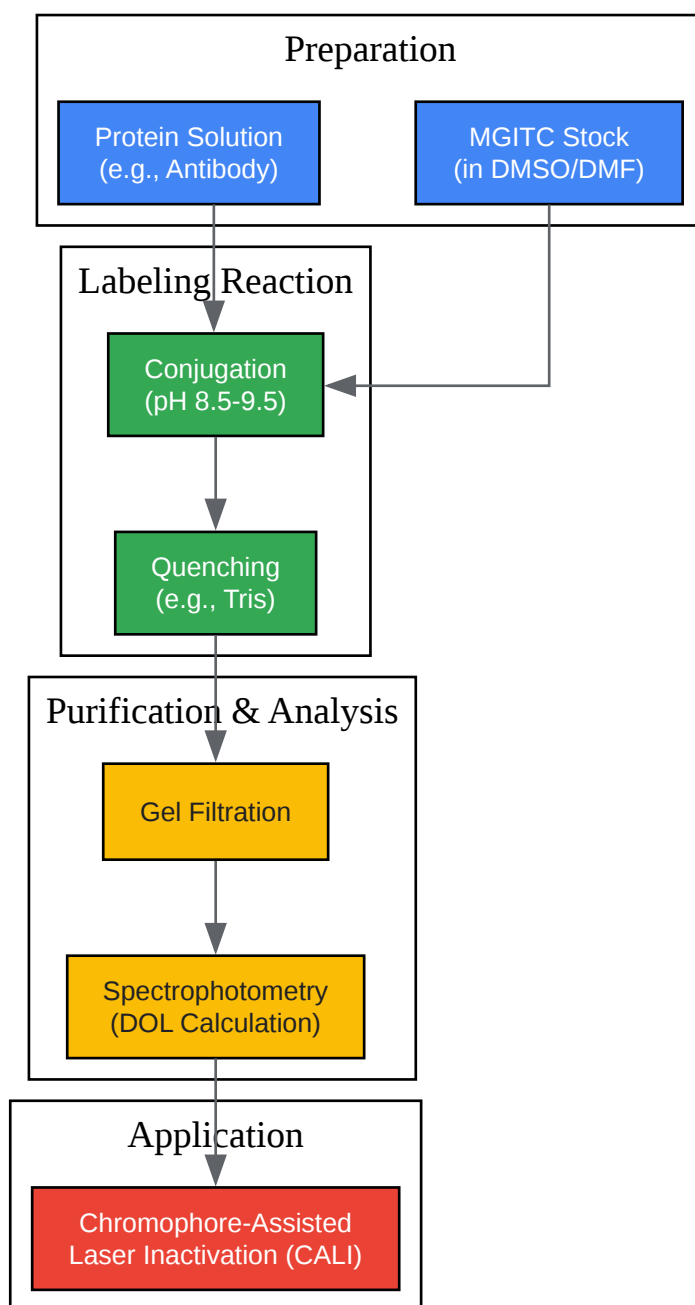 Preparation
Protein Solution
(e.g., Antibody)
MGITC Stock
(in DMSO/DMF)
Labeling Reaction
Conjugation
(pH 8.5-9.5)
Quenching
(e.g., Tris)
Purification & Analysis
Gel Filtration
Spectrophotometry
(DOL Calculation)
Application
Chromophore-Assisted
Laser Inactivation (CALI)